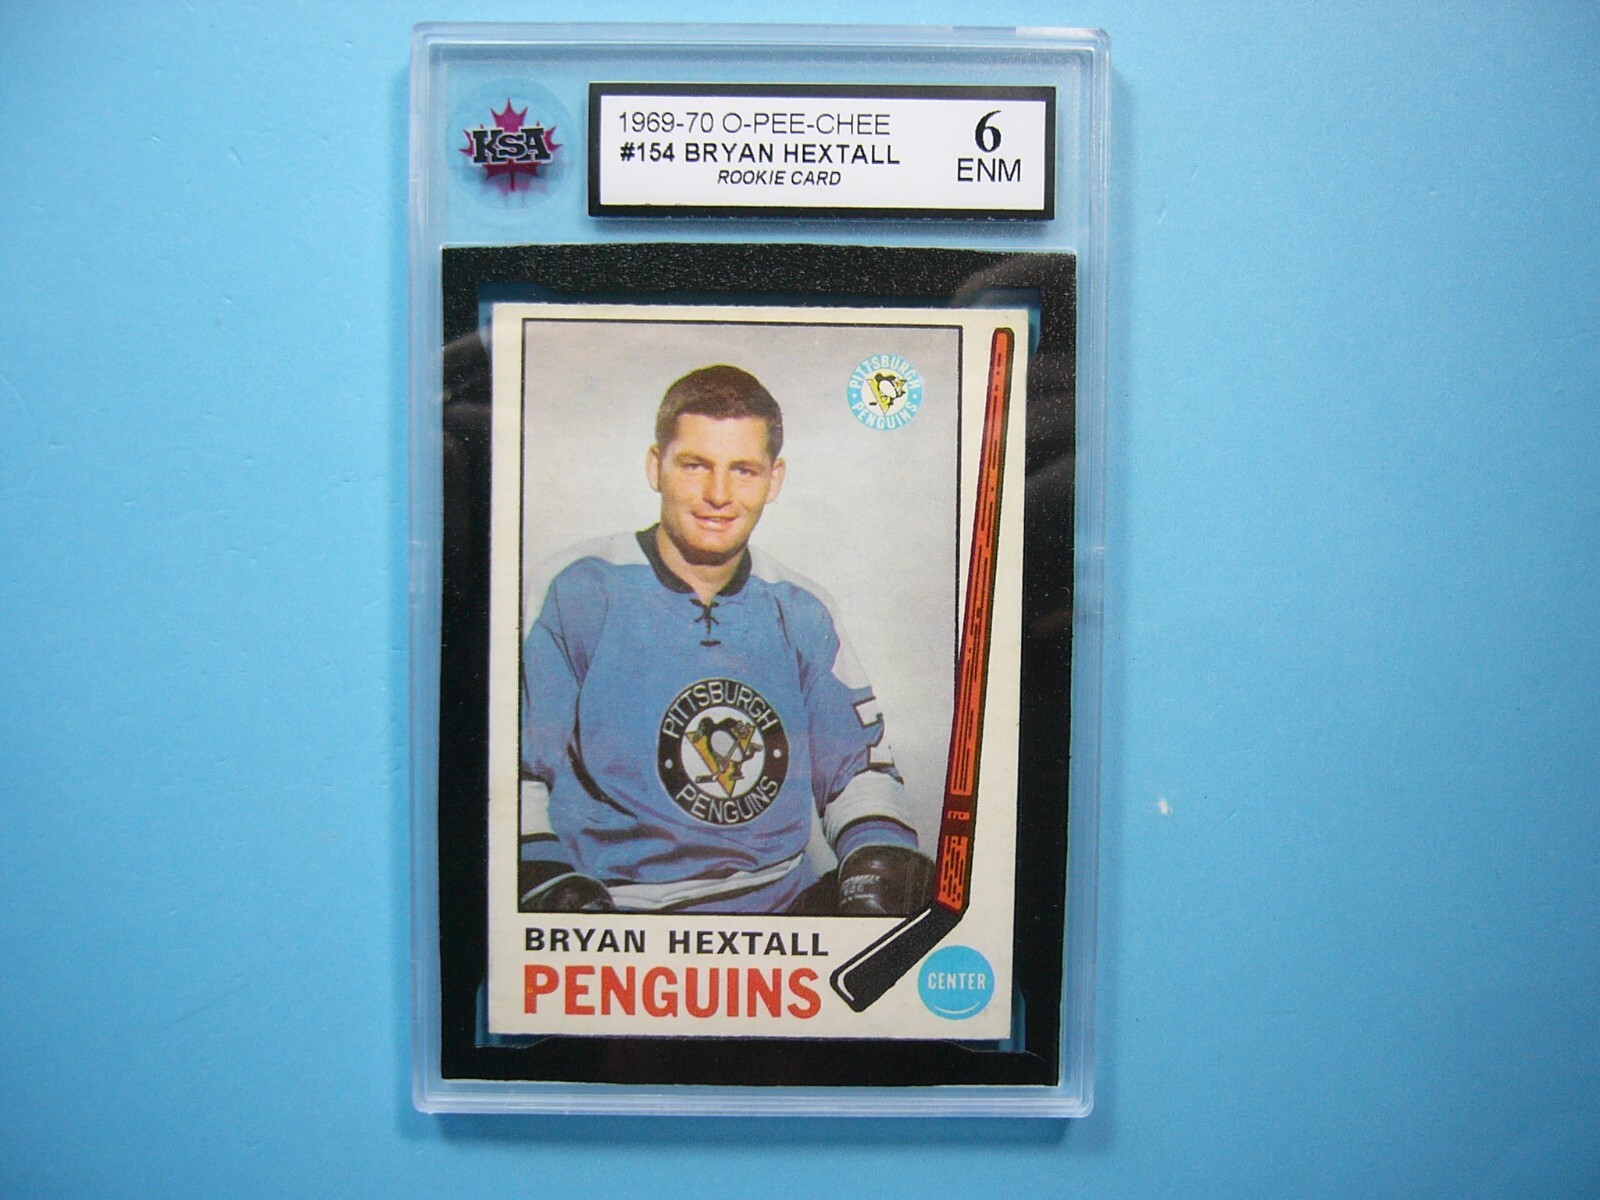 KSA
1969-70 O-PEE-CHEE
#154 BRYAN HEXTALL
ROOKIE CARD
6
ENM
PITTSBURGH
PENGUINS
PITTSBURGH
PENGUINS
BRYAN HEXTALL
PENGUINS
CENTER